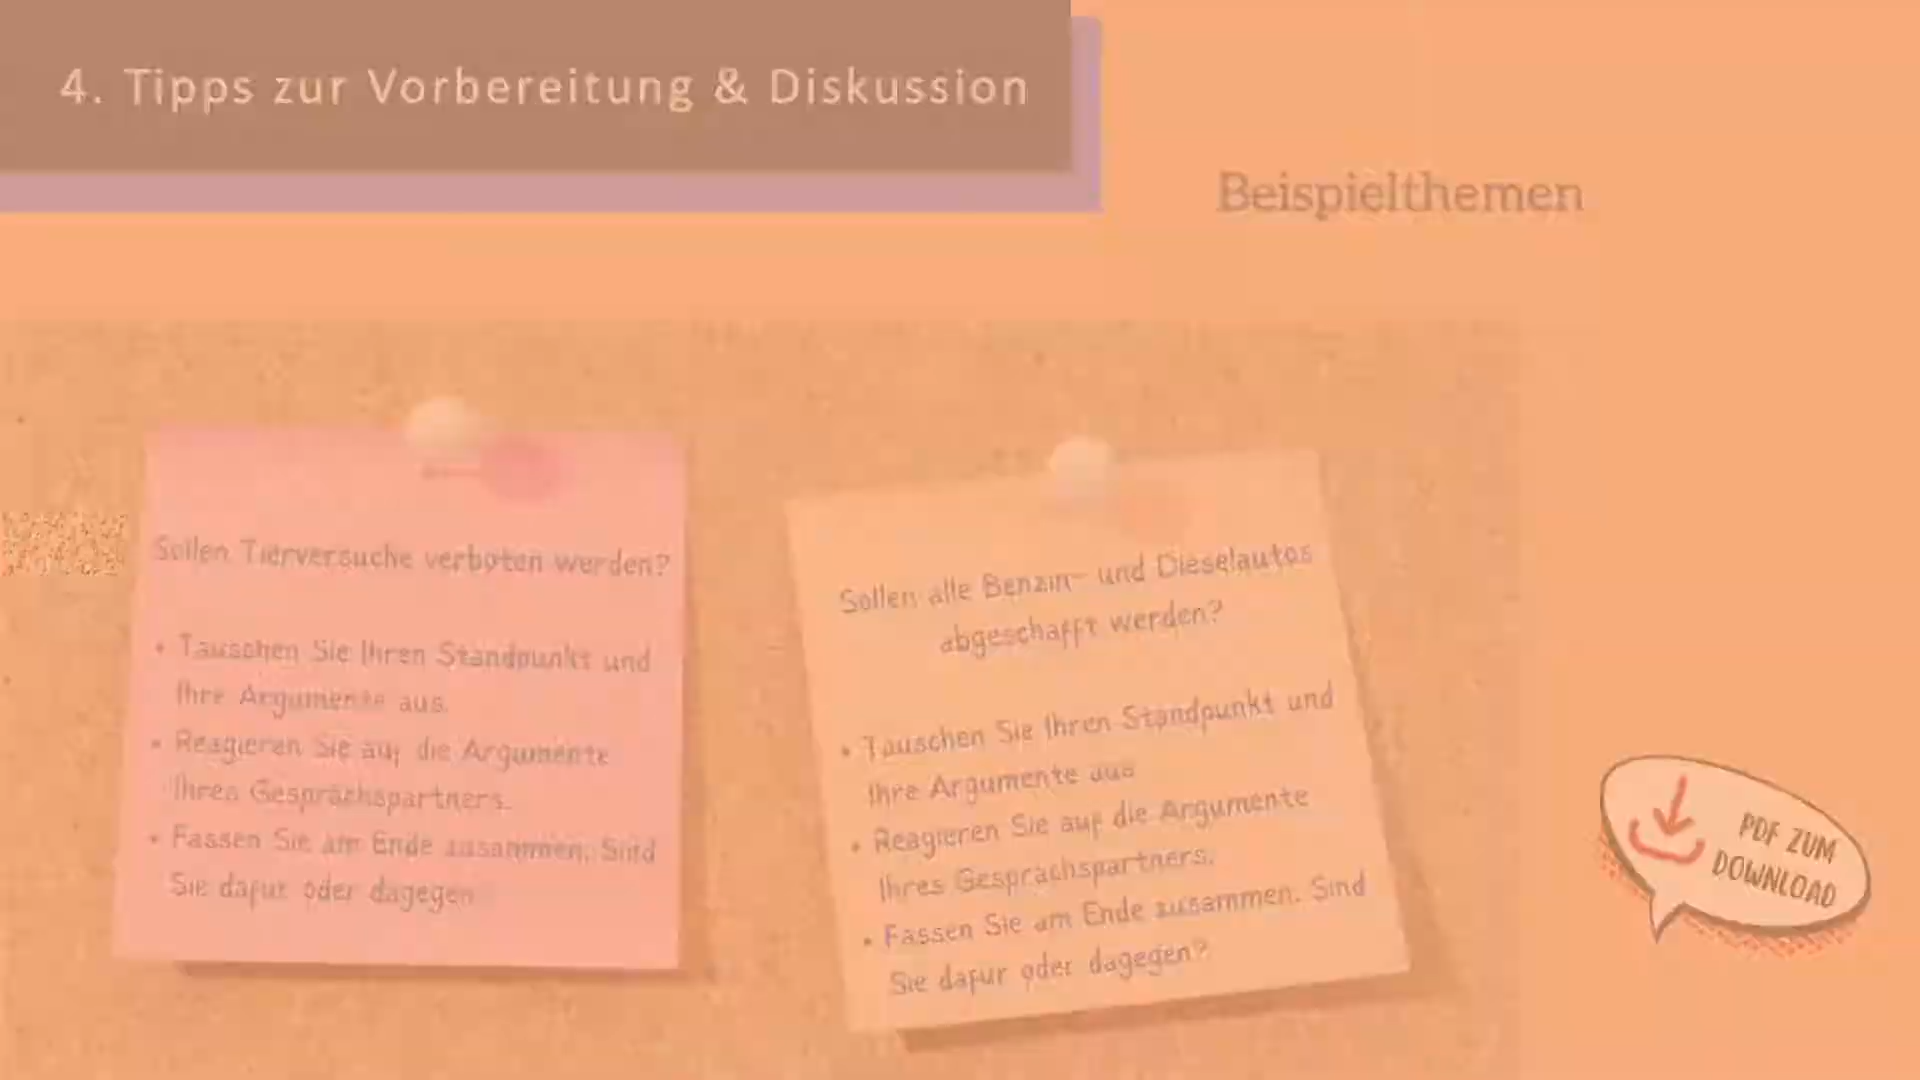 4. Tipps zur Vorbereitung & Diskussion
Beispielthemen
Sollen Tierversuche verboten werden?
• Tauschen Sie Ihren Standpunkt und
Ihre Argumente aus.
• Reagieren Sie auf die Argumente
Ihres Gesprächspartners.
• Fassen Sie am Ende zusammen: Sind
Sie dafür oder dagegen
Sollen alle Benzin- und Dieselautos
abgeschafft werden?
• Tauschen Sie Ihren Standpunkt und
Ihre Argumente aus
• Reagieren Sie auf die Argumente
Ihres Gesprächspartners.
• Fassen Sie am Ende zusammen: Sind
Sie dafür oder dagegen?
PDF ZUM
DOWNLOAD